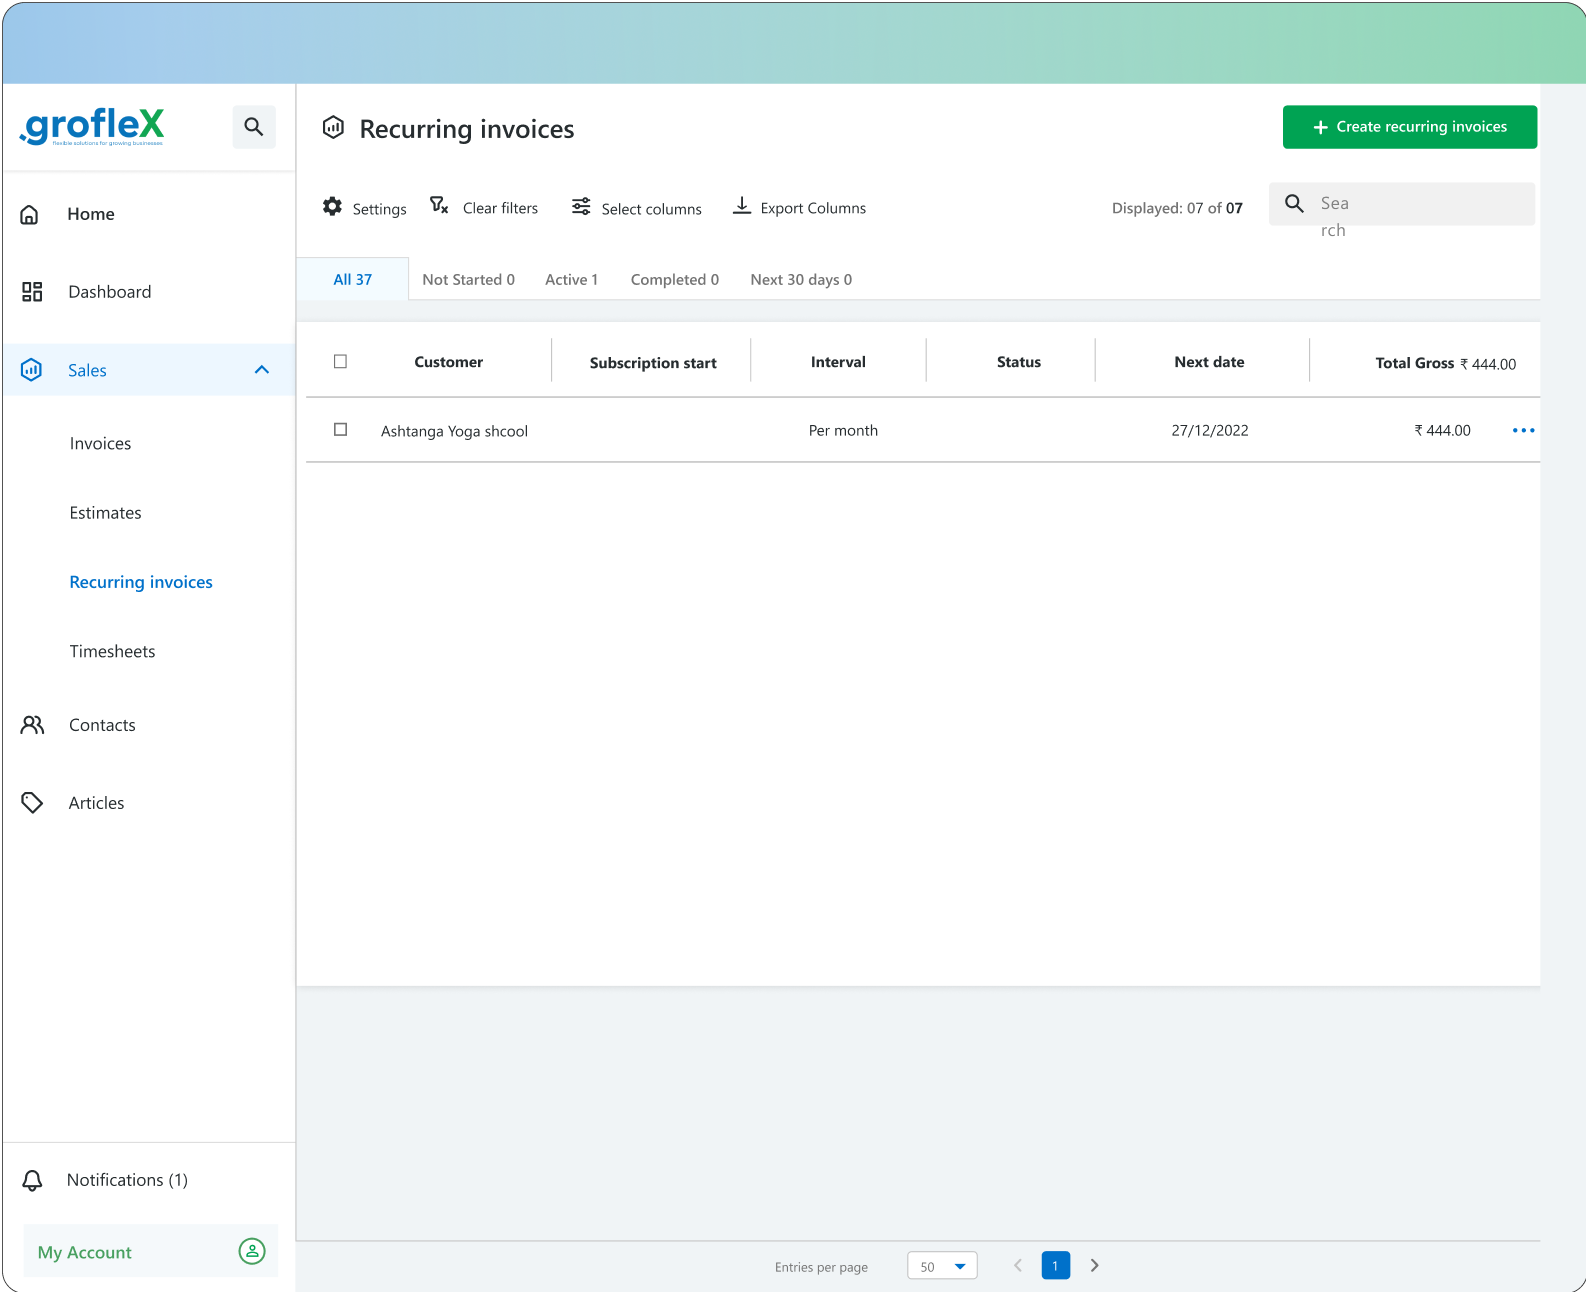 .grofleX
flexible solutions for growing businesses
Home
Dashboard
Sales
Invoices
Estimates
Recurring invoices
Timesheets
Contacts
Articles
Notifications (1)
My Account
Recurring invoices
+ Create recurring invoices
Settings Clear filters Select columns Export Columns Displayed: 07 of 07 Sea
rch
All 37 Not Started 0 Active 1 Completed 0 Next 30 days 0
Customer Subscription start Interval Status Next date Total Gross ₹ 444.00
Ashtanga Yoga shcool Per month 27/12/2022 ₹ 444.00
Entries per page 50 1